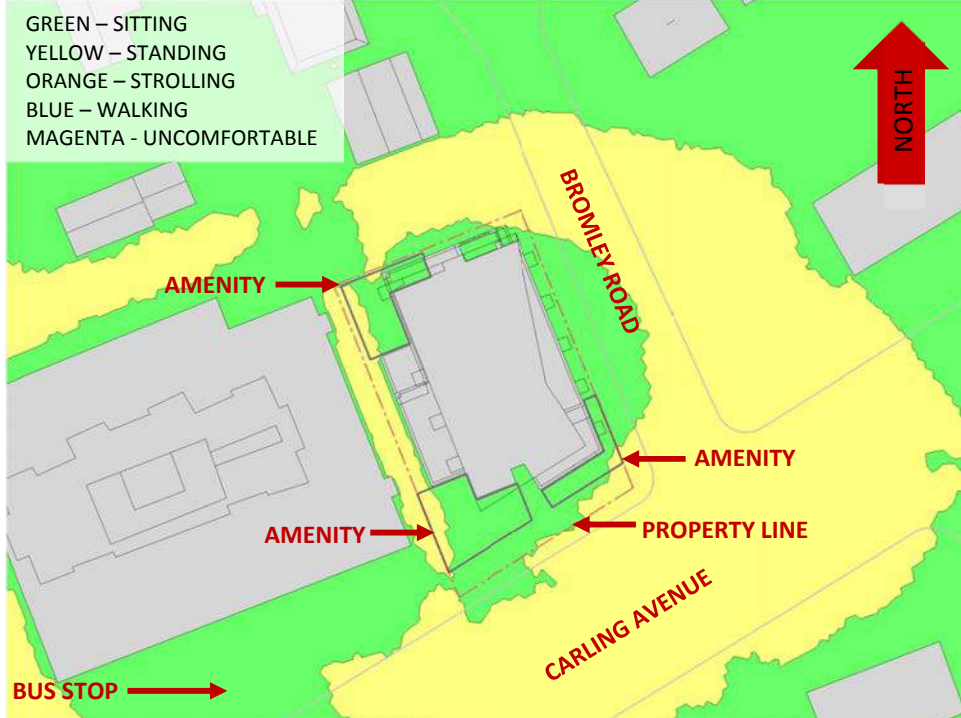 GREEN – SITTING
YELLOW – STANDING
ORANGE – STROLLING
BLUE – WALKING
MAGENTA - UNCOMFORTABLE
NORTH
BROMLEY ROAD
AMENITY
AMENITY
AMENITY
PROPERTY LINE
CARLING AVENUE
BUS STOP